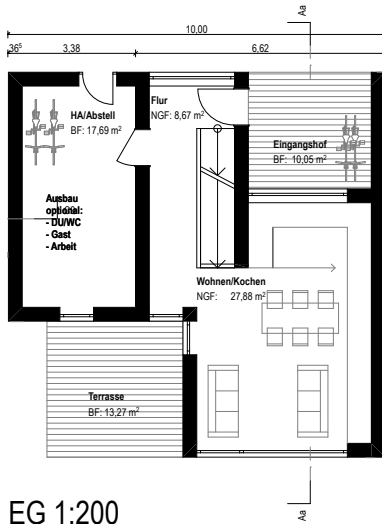 Aa
10,00
36⁵
3,38
6,62
HA/Abstell
BF: 17,69 m²
Flur
NGF: 8,67 m²
Eingangshof
BF: 10,05 m²
Ausbau
optional:
- DU/WC
- Gast
- Arbeit
Wohnen/Kochen
NGF: 27,88 m²
Terrasse
BF: 13,27 m²
Aa
EG 1:200